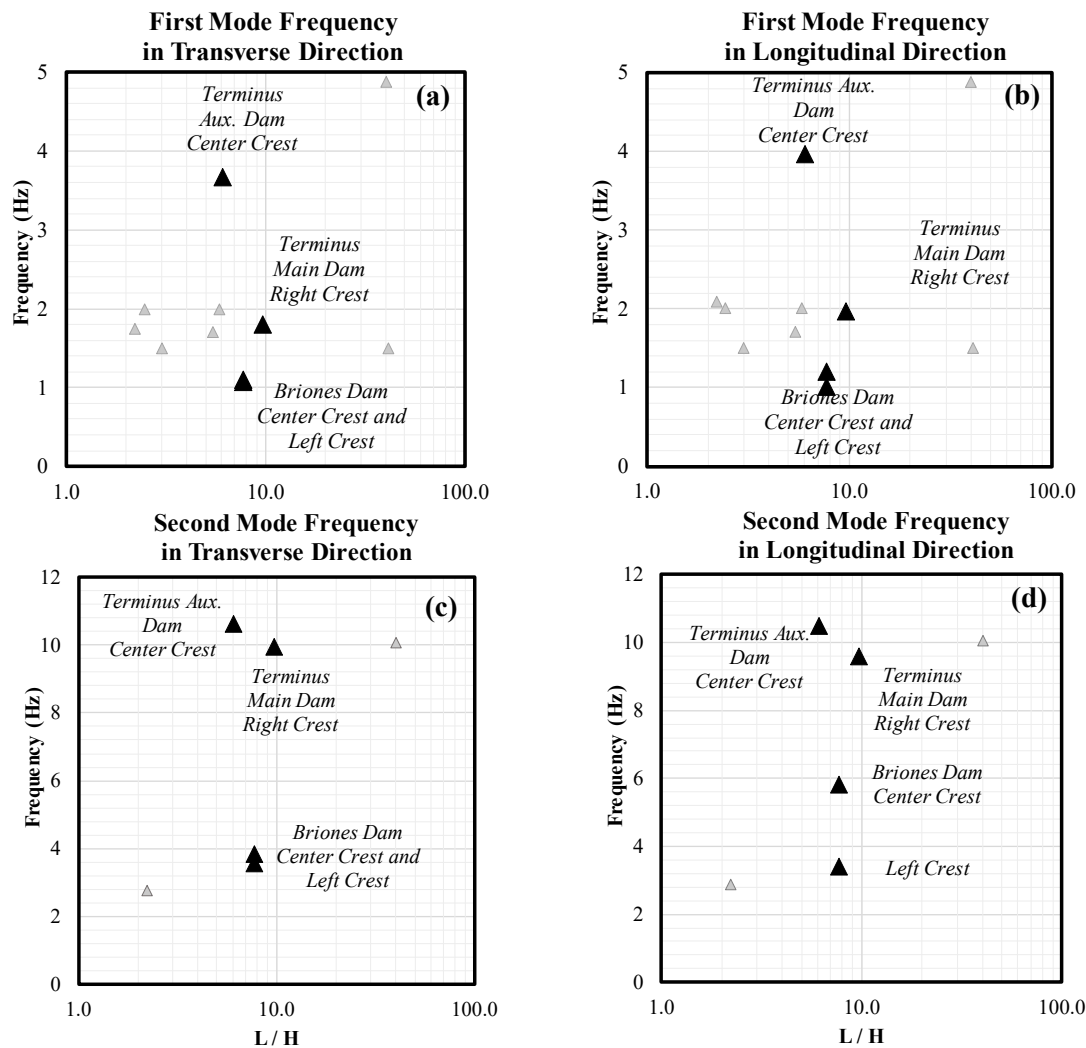 First Mode Frequency
in Transverse Direction
(a)
5
4
3
2
1
0
Frequency (Hz)
Terminus
Aux. Dam
Center Crest
Terminus
Main Dam
Right Crest
Briones Dam
Center Crest and
Left Crest
1.0
10.0
100.0
First Mode Frequency
in Longitudinal Direction
(b)
5
4
3
2
1
0
Frequency (Hz)
Terminus Aux.
Dam
Center Crest
Terminus
Main Dam
Right Crest
Briones Dam
Center Crest and
Left Crest
1.0
10.0
100.0
Second Mode Frequency
in Transverse Direction
(c)
12
10
8
6
4
2
0
Frequency (Hz)
Terminus Aux.
Dam
Center Crest
Terminus
Main Dam
Right Crest
Briones Dam
Center Crest and
Left Crest
1.0
10.0
100.0
L / H
Second Mode Frequency
in Longitudinal Direction
(d)
12
10
8
6
4
2
0
Frequency (Hz)
Terminus Aux.
Dam
Center Crest
Terminus
Main Dam
Right Crest
Briones Dam
Center Crest
Left Crest
1.0
10.0
100.0
L / H